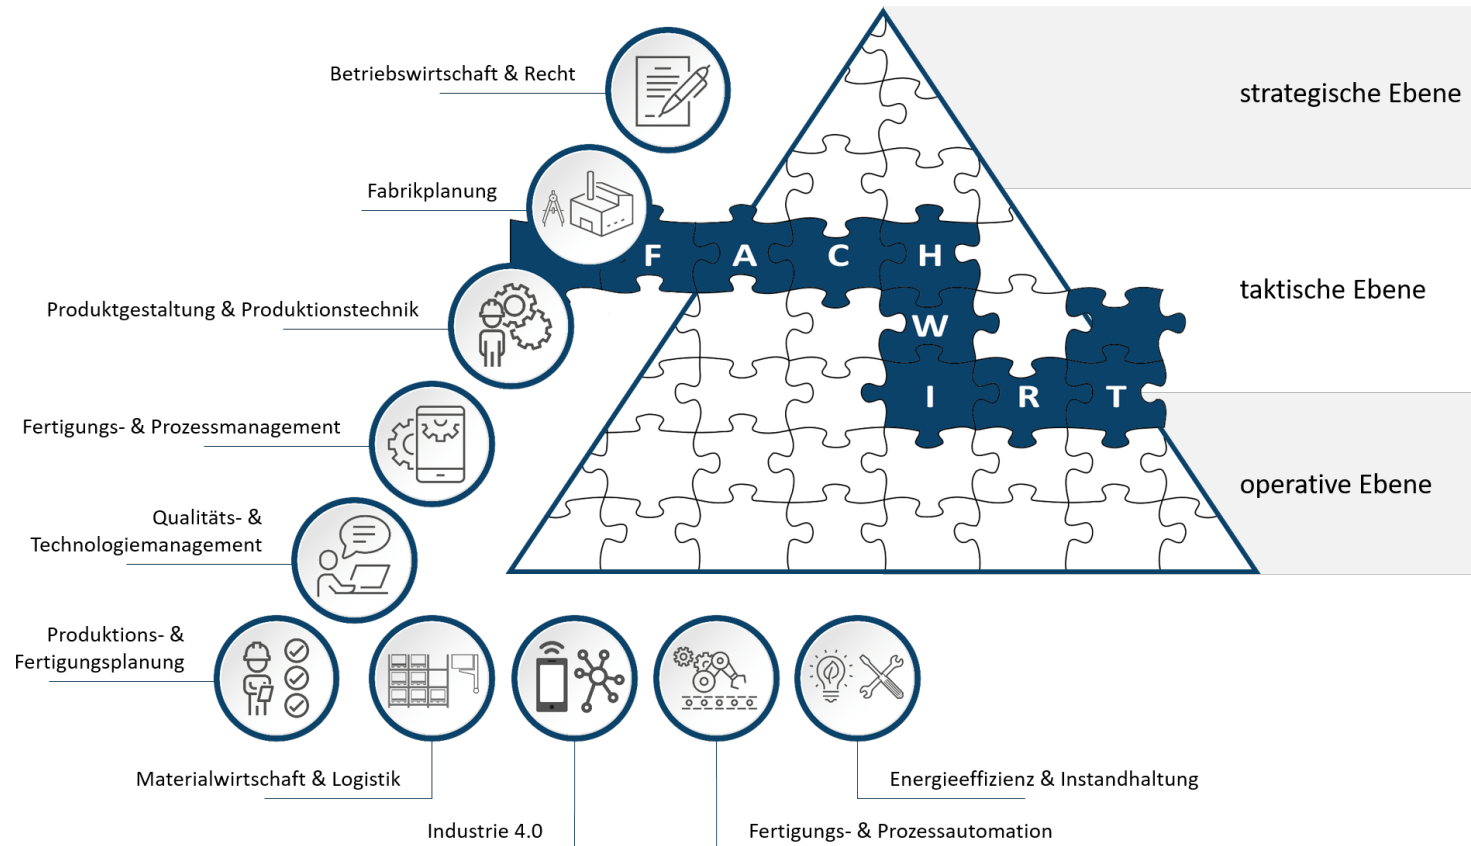 Betriebswirtschaft & Recht
strategische Ebene
Fabrikplanung
F A C H
W
I R T
taktische Ebene
Produktgestaltung & Produktionstechnik
Fertigungs- & Prozessmanagement
operative Ebene
Qualitäts- &
Technologiemanagement
Produktions- &
Fertigungsplanung
Materialwirtschaft & Logistik
Energieeffizienz & Instandhaltung
Industrie 4.0
Fertigungs- & Prozessautomation